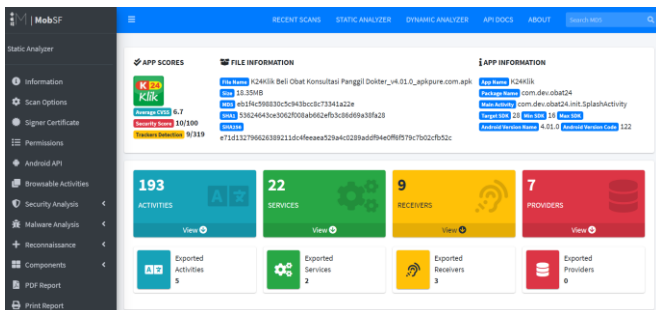 MobSF
RECENT SCANS STATIC ANALYZER DYNAMIC ANALYZER API DOCS ABOUT Search MD5
Static Analyzer
Information
Scan Options
Signer Certificate
Permissions
Android API
Browsable Activities
Security Analysis
Malware Analysis
Reconnaissance
Components
PDF Report
Print Report
APP SCORES
K 24
Klik
Average CVSS 6.7
Security Score 10/100
Trackers Detection 9/319
FILE INFORMATION
File Name K24Klik Beli Obat Konsultasi Panggil Dokter_v4.01.0_apkpure.com.apk
Size 18.35MB
MD5 eb1f4c598830c5c943bcc8c73341a22e
SHA1 53624643ce3062f008ab662efb3c86d69a38fa28
SHA256
e71d132796626389211dc4feeaea529a4c0289addf94e0ff8f579c7b02cfb52c
APP INFORMATION
App Name K24Klik
Package Name com.dev.obat24
Main Activity com.dev.obat24.init.SplashActivity
Target SDK 28 Min SDK 16 Max SDK
Android Version Name 4.01.0 Android Version Code 122
193
ACTIVITIES
View
22
SERVICES
View
9
RECEIVERS
View
7
PROVIDERS
View
Exported
Activities
5
Exported
Services
2
Exported
Receivers
3
Exported
Providers
0